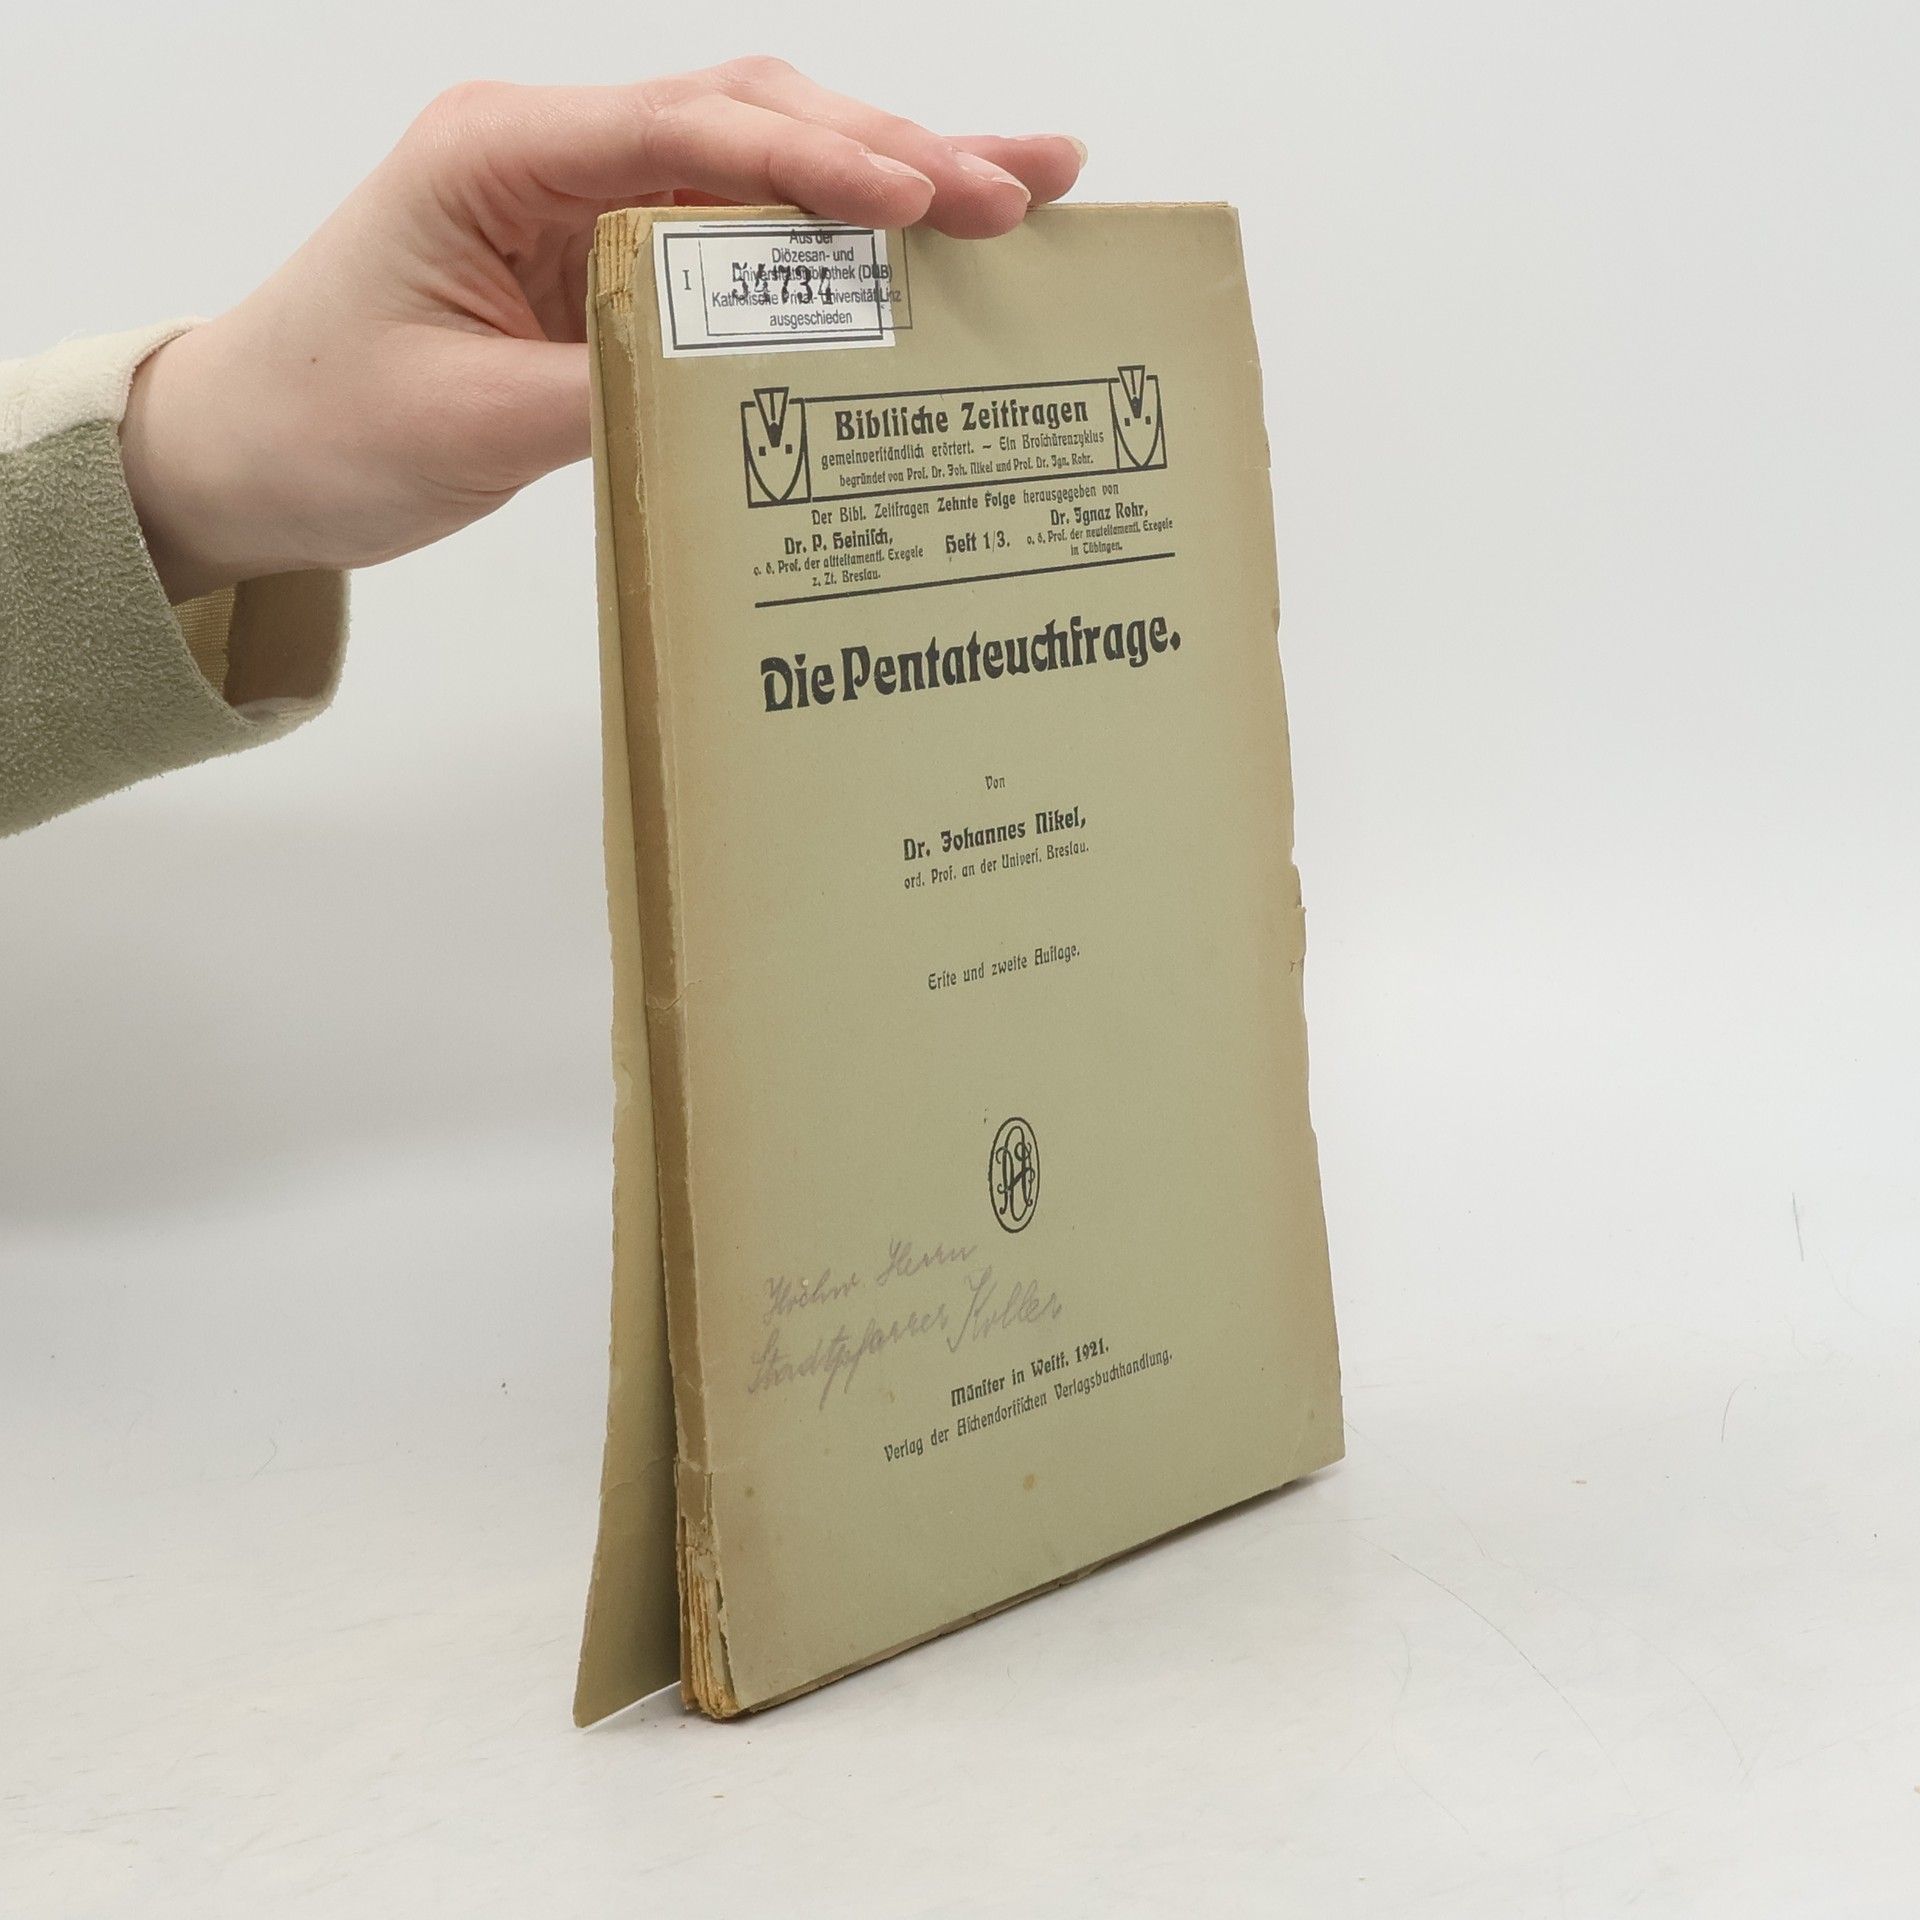 Aus der
Diözesan- und
Universitätsbibliothek (DUB)
Katholische Privat- Universität Linz
ausgeschieden
I 54734
Bibliſche Zeitfragen
gemeinverſtändlich erörtert. – Ein Broſchürenzyklus
begründet von Prof. Dr. Joh. Nikel und Prof. Dr. Ign. Rohr.
Der Bibl. Zeitfragen Zehnte Folge herausgegeben von
Dr. P. Heiniſch,
o. ö. Prof. der altteſtamentl. Exegeſe
z. Zt. Breslau.
Heft 1/3.
Dr. Ignaz Rohr,
o. ö. Prof. der neuteſtamentl. Exegeſe
in Tübingen.
Die Pentateuchfrage.
Von
Dr. Johannes Nikel,
ord. Prof. an der Univerſ. Breslau.
Erſte und zweite Auflage.
Hochw. Herrn
Stadtpfarrer Koller
Münſter in Weſtf. 1921.
Verlag der Aſchendorffſchen Verlagsbuchhandlung.